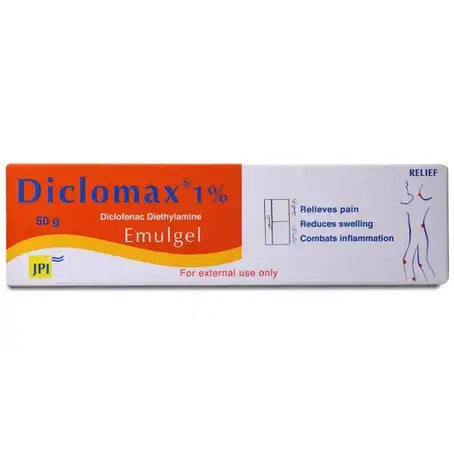 Diclomax® 1%
50 g
Diclofenac Diethylamine
Emulgel
JPI
For external use only
Relieves pain
Reduces swelling
Combats inflammation
RELIEF